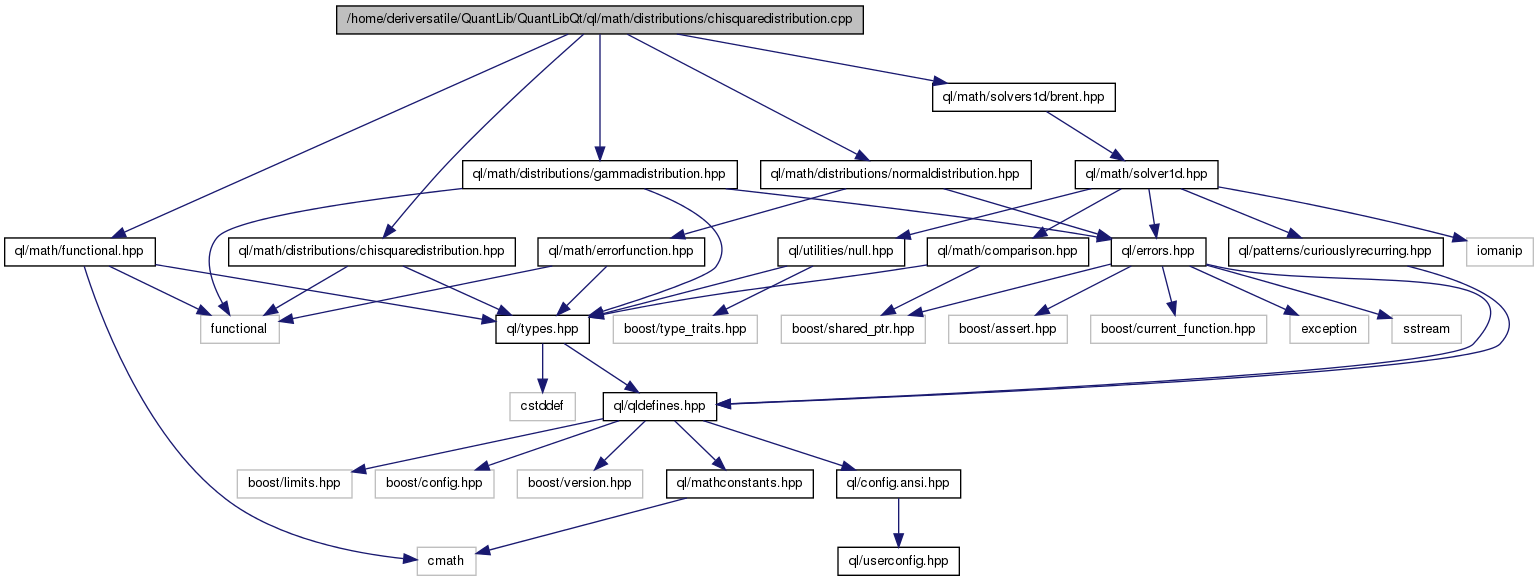 /home/deriversatile/QuantLib/QuantLibQt/ql/math/distributions/chisquaredistribution.cpp
ql/math/solvers1d/brent.hpp
ql/math/distributions/gammadistribution.hpp
ql/math/distributions/normaldistribution.hpp
ql/math/solver1d.hpp
ql/math/functional.hpp
ql/math/distributions/chisquaredistribution.hpp
ql/math/errorfunction.hpp
ql/utilities/null.hpp
ql/math/comparison.hpp
ql/errors.hpp
ql/patterns/curiouslyrecurring.hpp
iomanip
functional
ql/types.hpp
boost/type_traits.hpp
boost/shared_ptr.hpp
boost/assert.hpp
boost/current_function.hpp
exception
sstream
cstddef
ql/qldefines.hpp
boost/limits.hpp
boost/config.hpp
boost/version.hpp
ql/mathconstants.hpp
ql/config.ansi.hpp
cmath
ql/userconfig.hpp